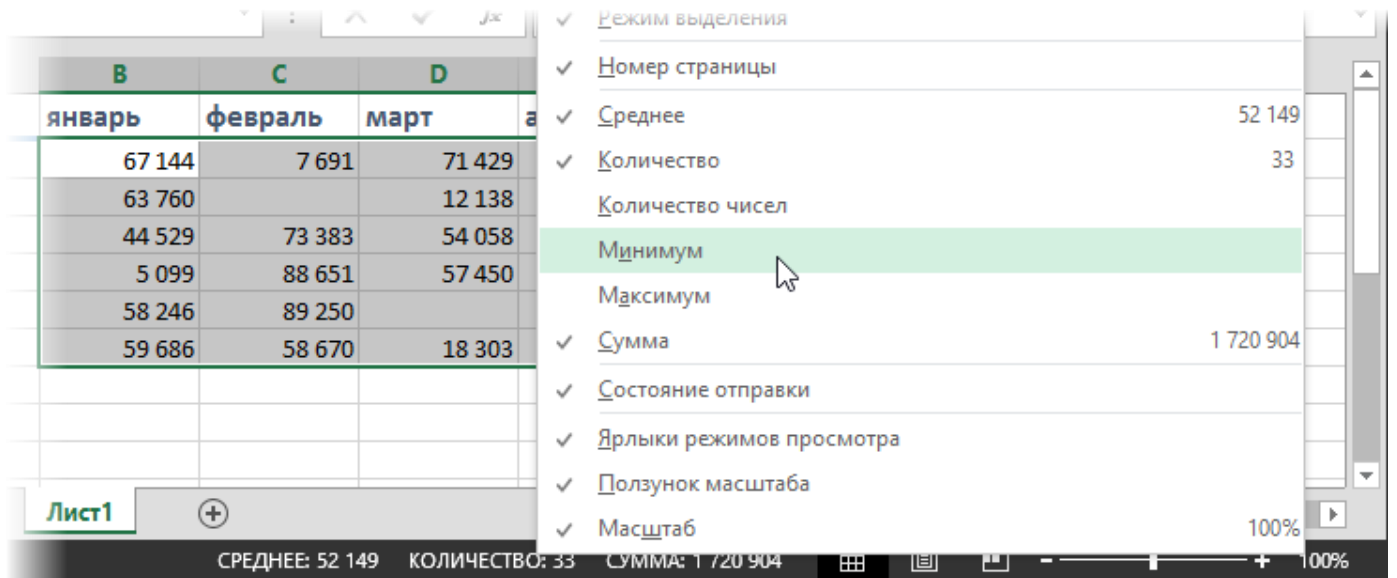 fx
Режим выделения
B C D
Номер страницы
январь февраль март а
Среднее 52 149
67 144 7 691 71 429
Количество 33
63 760 12 138
Количество чисел
44 529 73 383 54 058
Минимум
5 099 88 651 57 450
Максимум
58 246 89 250
Сумма 1 720 904
59 686 58 670 18 303
Состояние отправки
Ярлыки режимов просмотра
Ползунок масштаба
Лист1
Масштаб 100%
СРЕДНЕЕ: 52 149 КОЛИЧЕСТВО: 33 СУММА: 1 720 904 100%